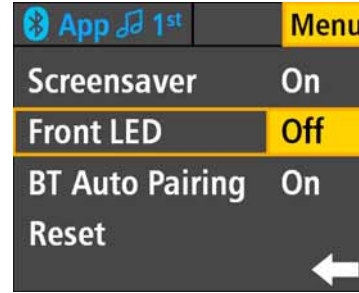 App 1st Menu
Screensaver On
Front LED Off
BT Auto Pairing On
Reset